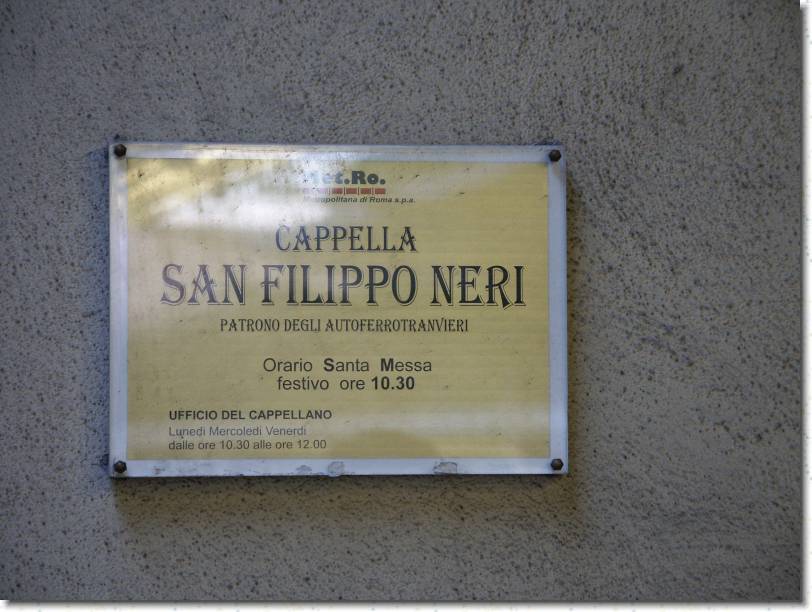 Met.Ro.
Metropolitana di Roma s.p.a.
CAPPELLA
SAN FILIPPO NERI
PATRONO DEGLI AUTOFERROTRANVIERI
Orario Santa Messa
festivo ore 10.30
UFFICIO DEL CAPPELLANO
Lunedì Mercoledì Venerdì
dalle ore 10.30 alle ore 12.00